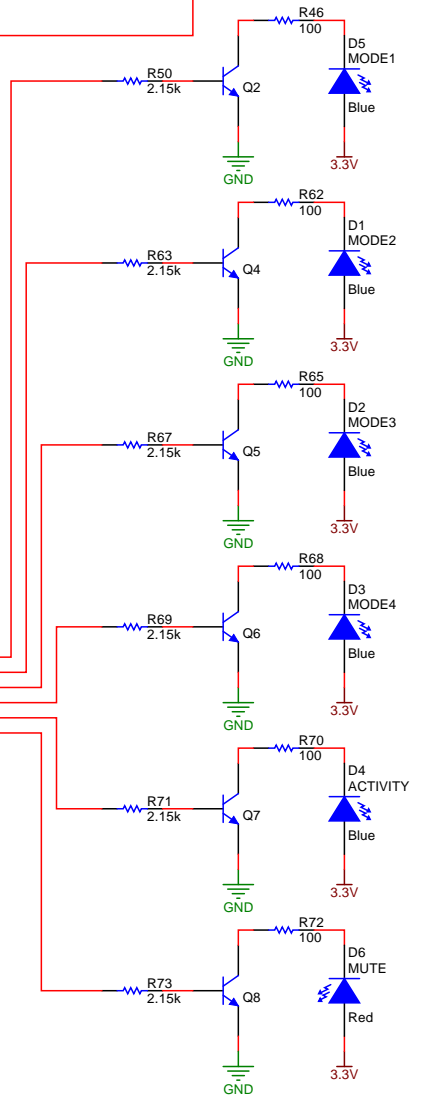 R46
100
D5
MODE1
R50
2.15k
Q2
Blue
3.3V
GND
R62
100
D1
MODE2
R63
2.15k
Q4
Blue
3.3V
GND
R65
100
D2
MODE3
R67
2.15k
Q5
Blue
3.3V
GND
R68
100
D3
MODE4
R69
2.15k
Q6
Blue
3.3V
GND
R70
100
D4
ACTIVITY
R71
2.15k
Q7
Blue
3.3V
GND
R72
100
D6
MUTE
R73
2.15k
Q8
Red
3.3V
GND